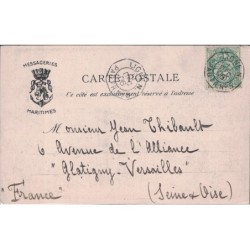 MESSAGERIES
MARITIMES
CARTE POSTALE
Ce côté est exclusivement réservé à l'adresse
Monsieur Jean Thibault
6 Avenue de L'Alliance
"Glatigny-Versailles"
"France"
(Seine & Oise)